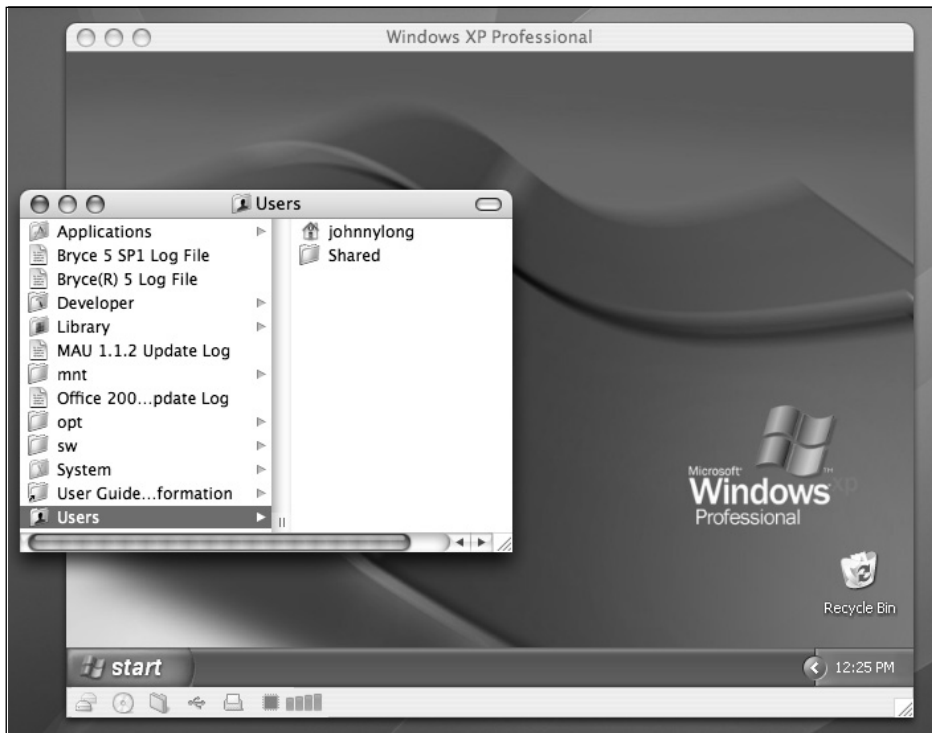 Windows XP Professional
Users
Applications
Bryce 5 SP1 Log File
Bryce(R) 5 Log File
Developer
Library
MAU 1.1.2 Update Log
mnt
Office 200...pdate Log
opt
sw
System
User Guide...formation
Users
johnnylong
Shared
Microsoft
TM
Windows xp
Professional
Recycle Bin
start
12:25 PM